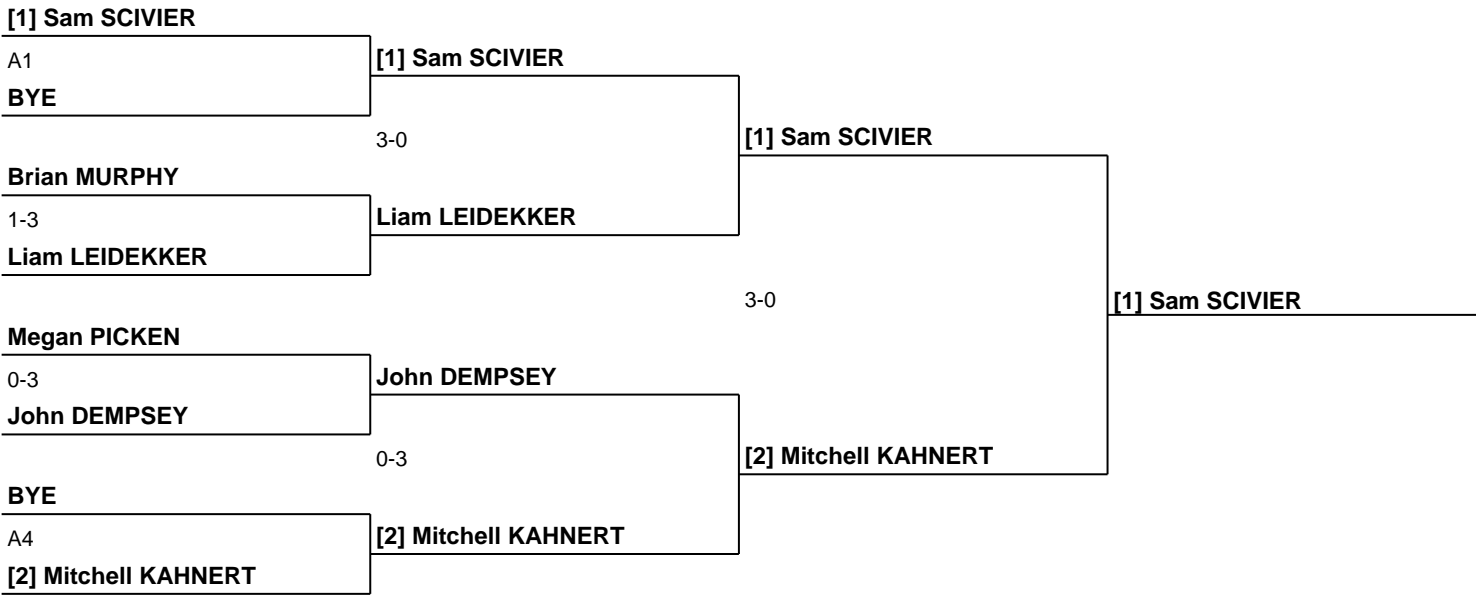 [1] Sam SCIVIER
A1
BYE
[1] Sam SCIVIER
3-0
[1] Sam SCIVIER
Brian MURPHY
1-3
Liam LEIDEKKER
Liam LEIDEKKER
3-0
[1] Sam SCIVIER
Megan PICKEN
0-3
John DEMPSEY
John DEMPSEY
0-3
[2] Mitchell KAHNERT
BYE
A4
[2] Mitchell KAHNERT
[2] Mitchell KAHNERT